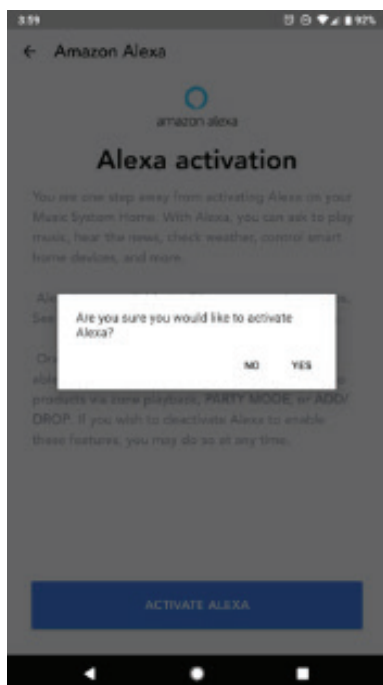 3:59
92%
Amazon Alexa
amazon alexa
Alexa activation
You are one step away from activating Alexa on your
Music System Home. With Alexa, you can ask to play
music, hear the news, check weather, control smart
home devices, and more.
See
Are you sure you would like to activate
Alexa?
NO YES
products via zone playback, PARTY MODE, or ADD/
DROP. If you wish to deactivate Alexa to enable
these features, you may do so at any time.
ACTIVATE ALEXA